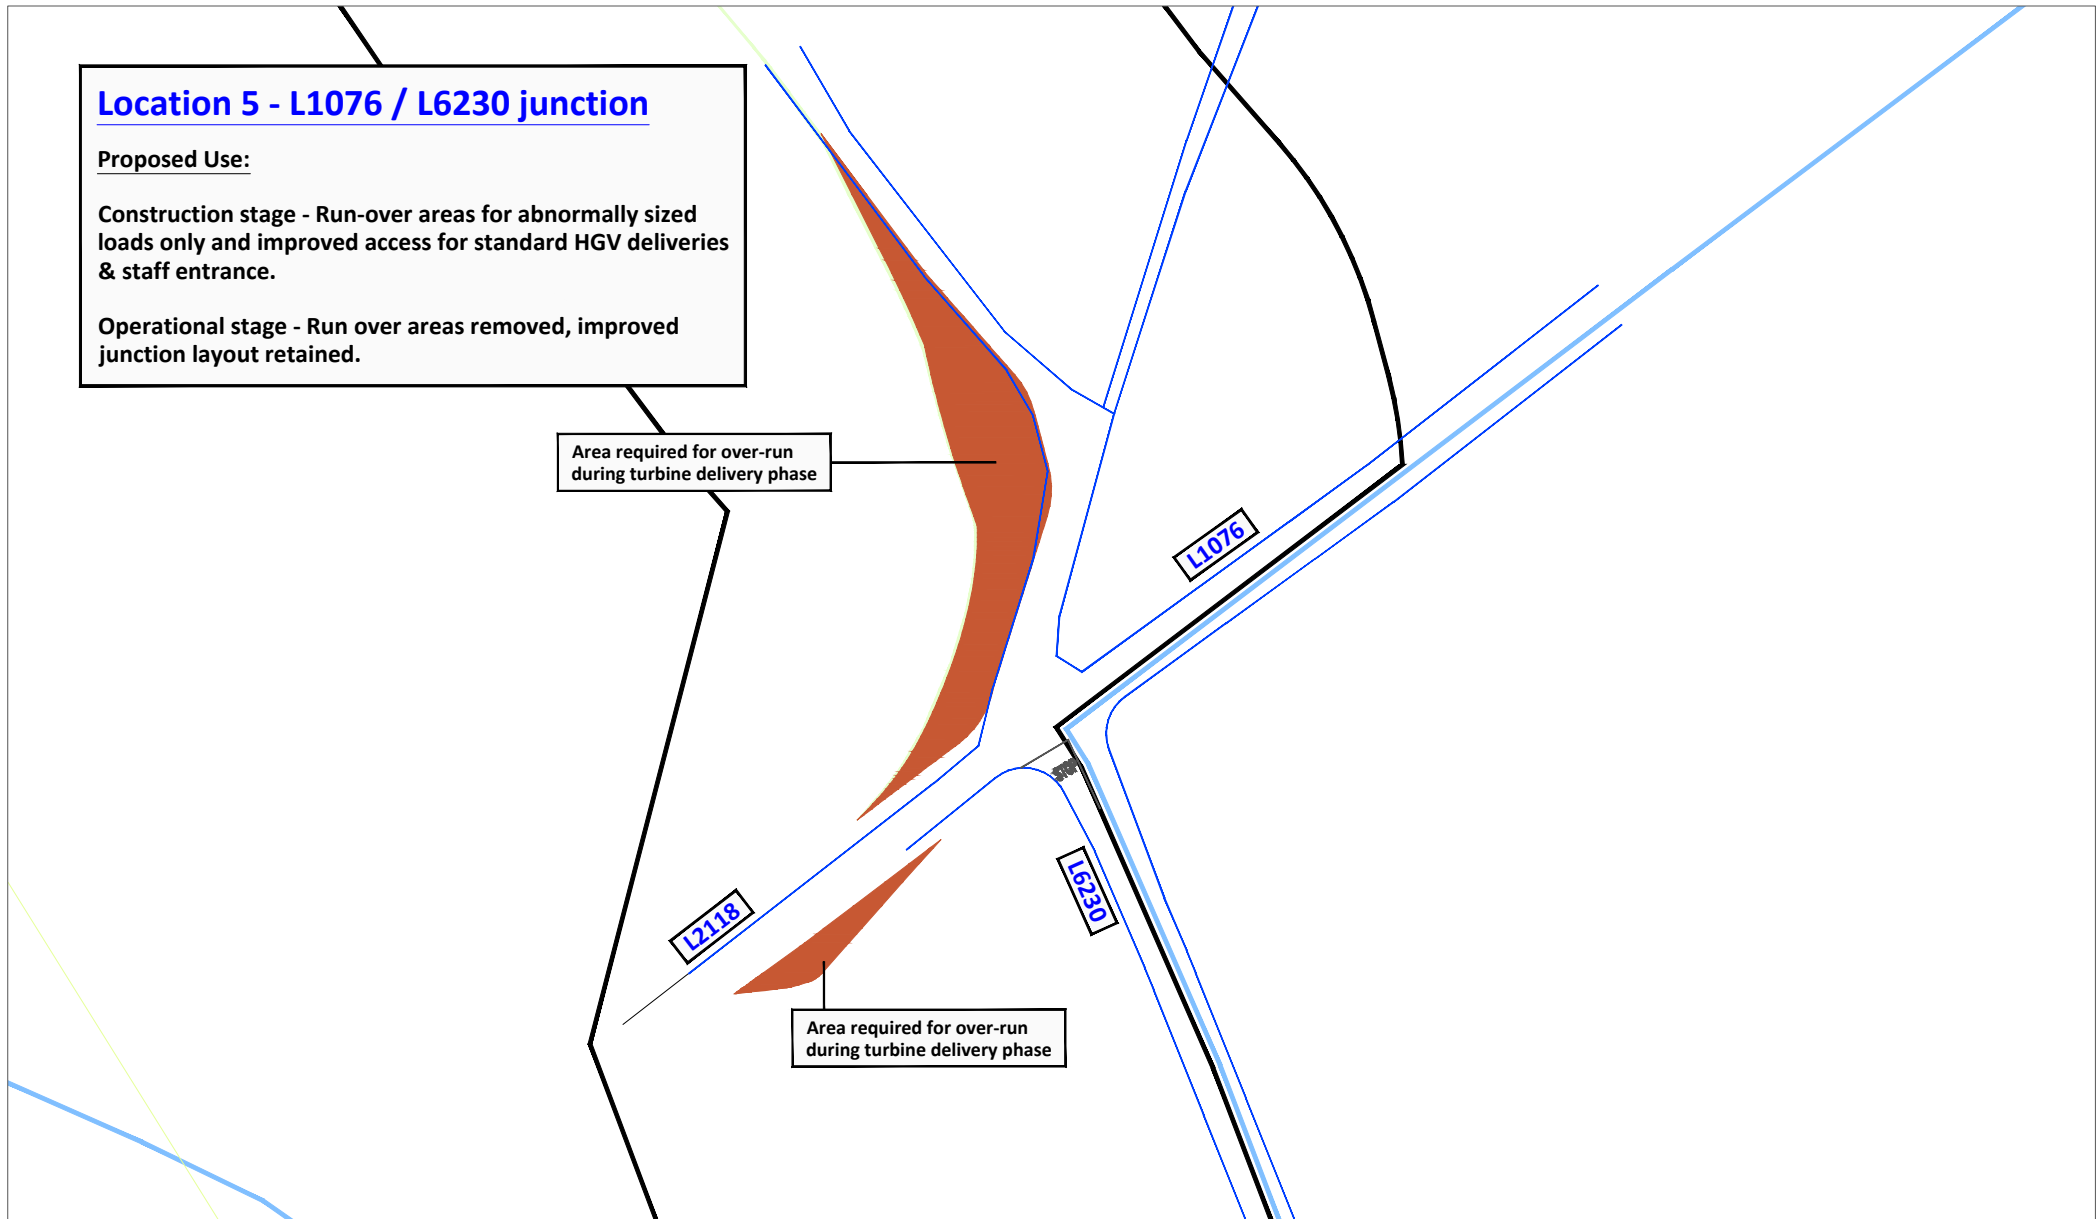 Location 5 - L1076 / L6230 junction
Proposed Use:
Construction stage - Run-over areas for abnormally sized
loads only and improved access for standard HGV deliveries
& staff entrance.
Operational stage - Run over areas removed, improved
junction layout retained.
Area required for over-run
during turbine delivery phase
L1076
STOP
L6230
L2118
Area required for over-run
during turbine delivery phase